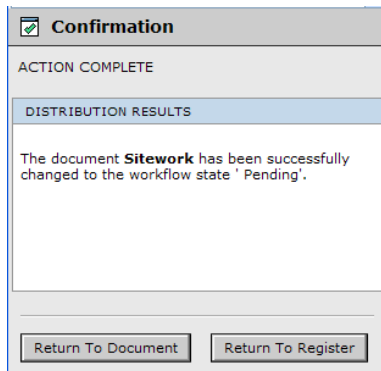 Confirmation
ACTION COMPLETE
DISTRIBUTION RESULTS
The document Sitework has been successfully
changed to the workflow state ' Pending'.
Return To Document
Return To Register